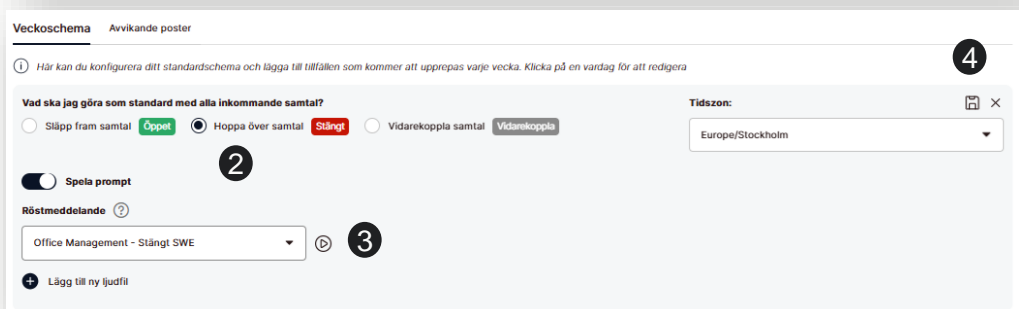 Veckoschema Avvikande poster
4
Här kan du konfigurera ditt standardschema och lägga till tillfällen som kommer att upprepas varje vecka. Klicka på en vardag för att redigera
Vad ska jag göra som standard med alla inkommande samtal? Tidszon:
Släpp fram samtal Öppet Hoppa över samtal Stängt Vidarekoppla samtal Vidarekoppla Europe/Stockholm
2
Spela prompt
Röstmeddelande ?
Office Management - Stängt SWE 3
Lägg till ny ljudfil